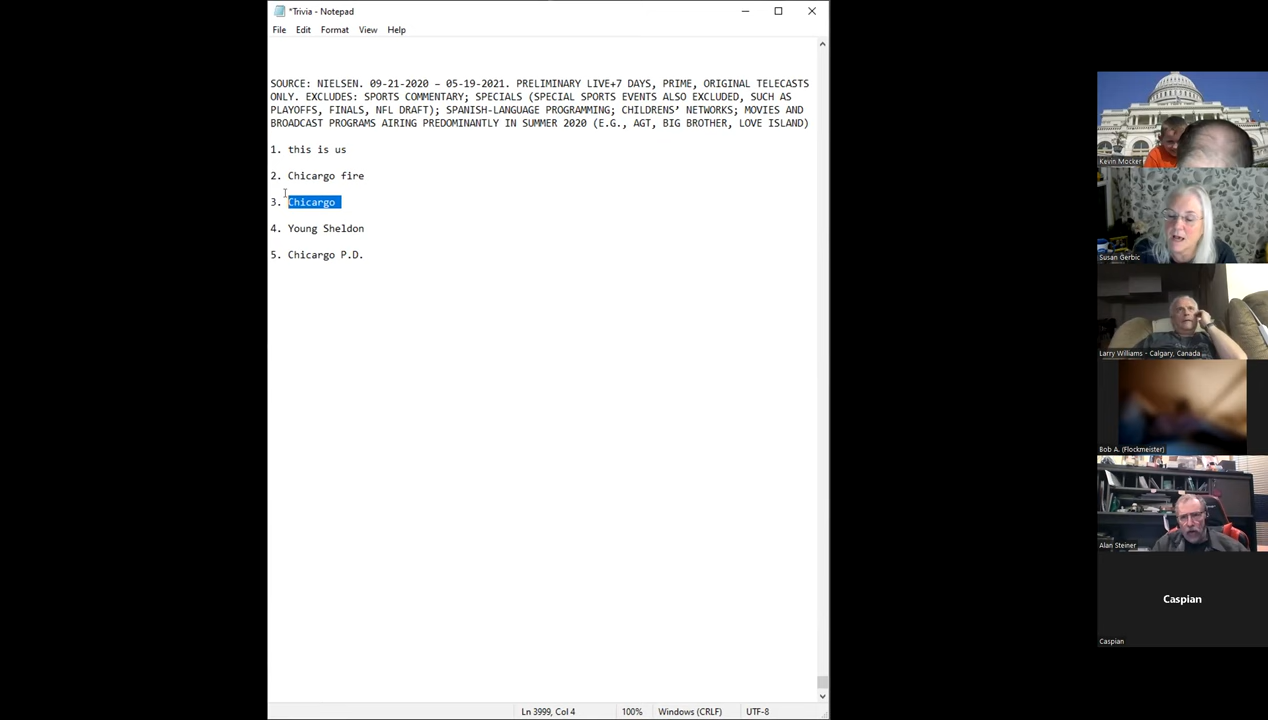 *Trivia - Notepad
File Edit Format View Help
SOURCE: NIELSEN. 09-21-2020 – 05-19-2021. PRELIMINARY LIVE+7 DAYS, PRIME, ORIGINAL TELECASTS
ONLY. EXCLUDES: SPORTS COMMENTARY; SPECIALS (SPECIAL SPORTS EVENTS ALSO EXCLUDED, SUCH AS
PLAYOFFS, FINALS, NFL DRAFT); SPANISH-LANGUAGE PROGRAMMING; CHILDRENS’ NETWORKS; MOVIES AND
BROADCAST PROGRAMS AIRING PREDOMINANTLY IN SUMMER 2020 (E.G., AGT, BIG BROTHER, LOVE ISLAND)
1. this is us
2. Chicargo fire
3. Chicargo
4. Young Sheldon
5. Chicargo P.D.
Ln 3999, Col 4 100% Windows (CRLF) UTF-8
Kevin Mocker
Susan Gerbic
Larry Williams - Calgary, Canada...
Bob A. (Flockmeister)
Alan Steiner
Caspian
Caspian